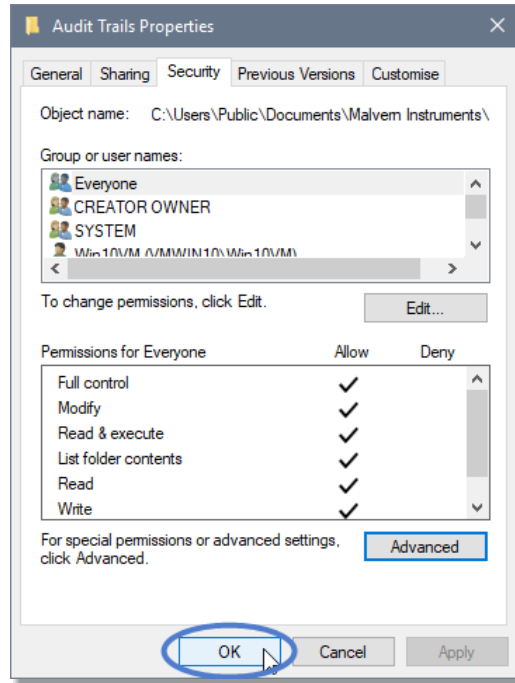 Audit Trails Properties
General Sharing Security Previous Versions Customise
Object name: C:\Users\Public\Documents\Malvern Instruments\
Group or user names:
Everyone
CREATOR OWNER
SYSTEM
Win10VM (VMWIN10\Win10VM)
To change permissions, click Edit.
Edit...
Permissions for Everyone Allow Deny
Full control
Modify
Read & execute
List folder contents
Read
Write
For special permissions or advanced settings,
click Advanced.
Advanced
OK Cancel Apply